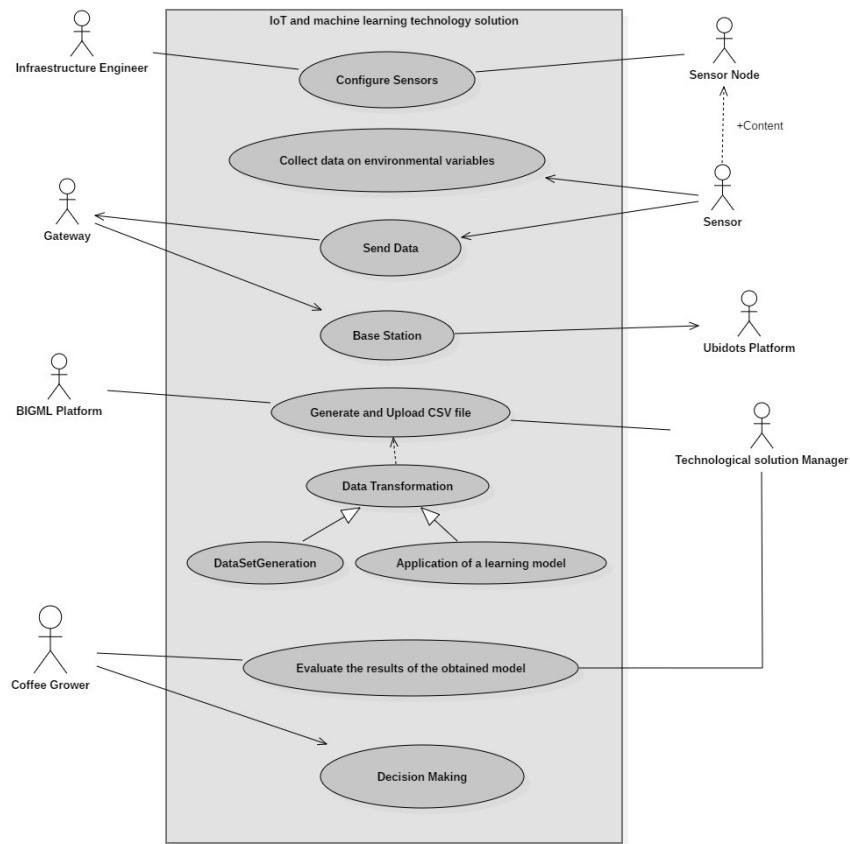 IoT and machine learning technology solution
Infraestructure Engineer
Configure Sensors
Sensor Node
+Content
Collect data on environmental variables
Sensor
Gateway
Send Data
Base Station
Ubidots Platform
BIGML Platform
Generate and Upload CSV file
Technological solution Manager
Data Transformation
DataSetGeneration
Application of a learning model
Coffee Grower
Evaluate the results of the obtained model
Decision Making